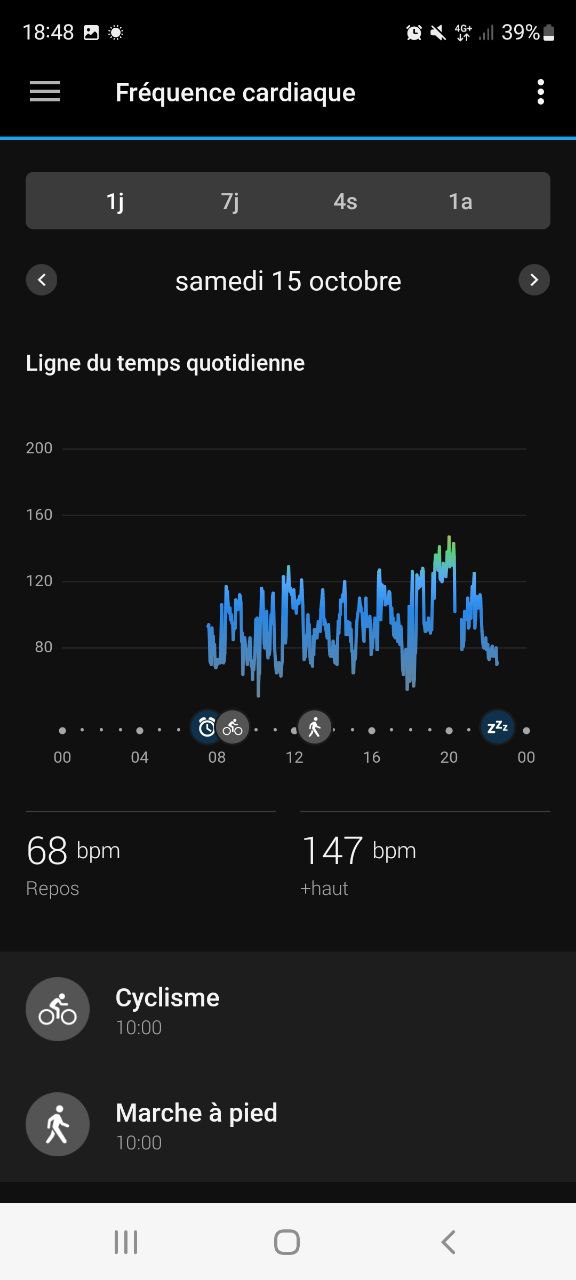 18:48 4G+ 39%
Fréquence cardiaque
1j 7j 4s 1a
samedi 15 octobre
Ligne du temps quotidienne
200
160
120
80
zzz
00 04 08 12 16 20 00
68 bpm 147 bpm
Repos +haut
Cyclisme
10:00
Marche à pied
10:00